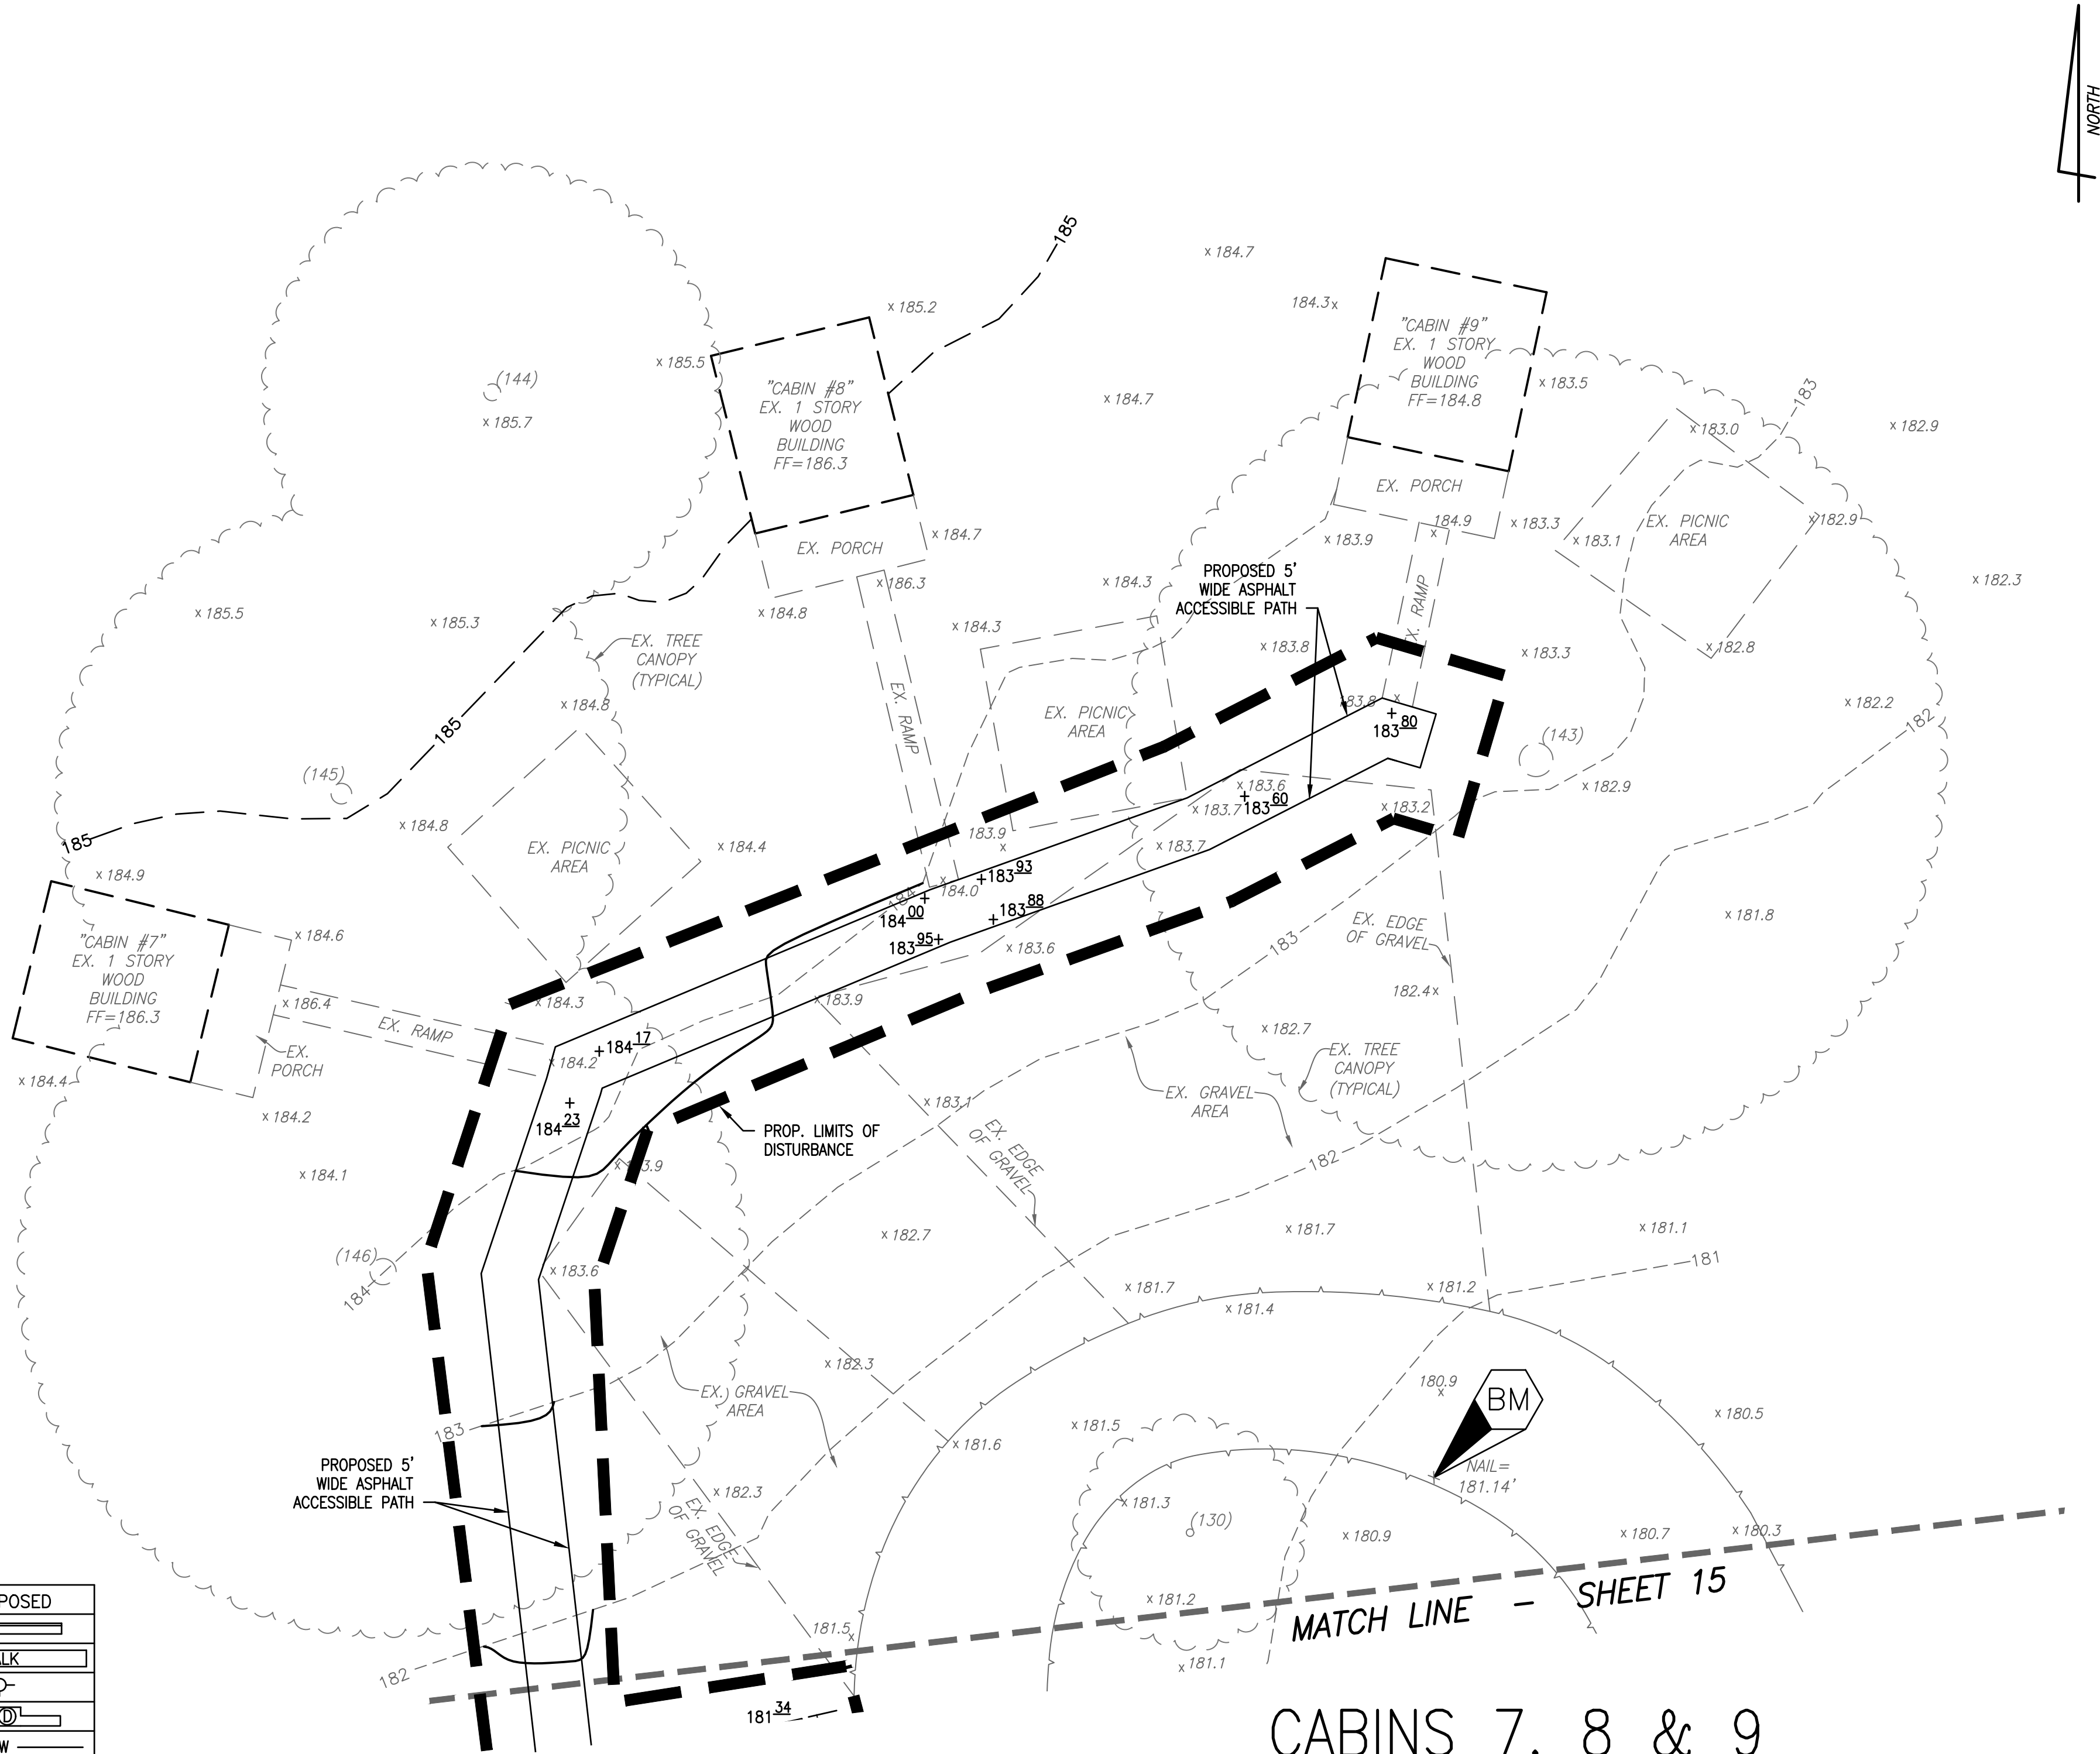 NORTH
185
x 184.7
184.3x
x 185.2
"CABIN #9"
EX. 1 STORY
WOOD
BUILDING
FF=184.8
x 185.5
(144)
x 185.7
"CABIN #8"
EX. 1 STORY
WOOD
BUILDING
FF=186.3
x 184.7
x 183.5
183
x 183.0
x 182.9
EX. PORCH
x 184.7
EX. PORCH
184.9
x 183.3
x 183.9
x 183.1
EX. PICNIC
AREA
x 182.9
x 182.3
x 186.3
x 184.3
PROPOSED 5'
WIDE ASPHALT
ACCESSIBLE PATH
EX. RAMP
x 185.5
x 185.3
x 184.8
x 184.3
EX. TREE
CANOPY
(TYPICAL)
x 183.8
x 183.3
x 182.8
x 184.8
EX. RAMP
EX. PICNIC
AREA
183.8
183 80
(143)
x 182.2
182
185
(145)
x 183.6
183 60
x 183.7
x 183.2
x 182.9
185
x 184.8
EX. PICNIC
AREA
x 184.4
183.9
x 183.7
x 184.9
183 93
184.0
184
184 00
183 88
183 95
x 183.6
EX. EDGE
OF GRAVEL
183
x 181.8
"CABIN #7"
EX. 1 STORY
WOOD
BUILDING
FF=186.3
x 184.6
x 186.4
EX. RAMP
EX.
PORCH
x 184.3
x 183.9
182.4x
x 182.7
184 17
x 184.2
x 184.4
x 184.2
184 23
EX. TREE
CANOPY
(TYPICAL)
EX. GRAVEL
AREA
x 183.1
PROP. LIMITS OF
DISTURBANCE
EX. EDGE
OF GRAVEL
182
x 184.1
x 183.9
x 182.7
x 181.7
x 181.1
(146)
184
x 183.6
181
x 181.7
x 181.2
x 181.4
x 182.3
EX. GRAVEL
AREA
180.9
BM
NAIL=
181.14'
183
x 181.5
x 180.5
x 181.6
PROPOSED 5'
WIDE ASPHALT
ACCESSIBLE PATH
x 182.3
EX. EDGE
OF GRAVEL
x 181.3
(130)
x 180.9
x 180.7
x 180.3
x 181.2
181.5
MATCH LINE - SHEET 15
182
x 181.1
181 34
POSED
LK
D
W
CABINS 7, 8 & 9